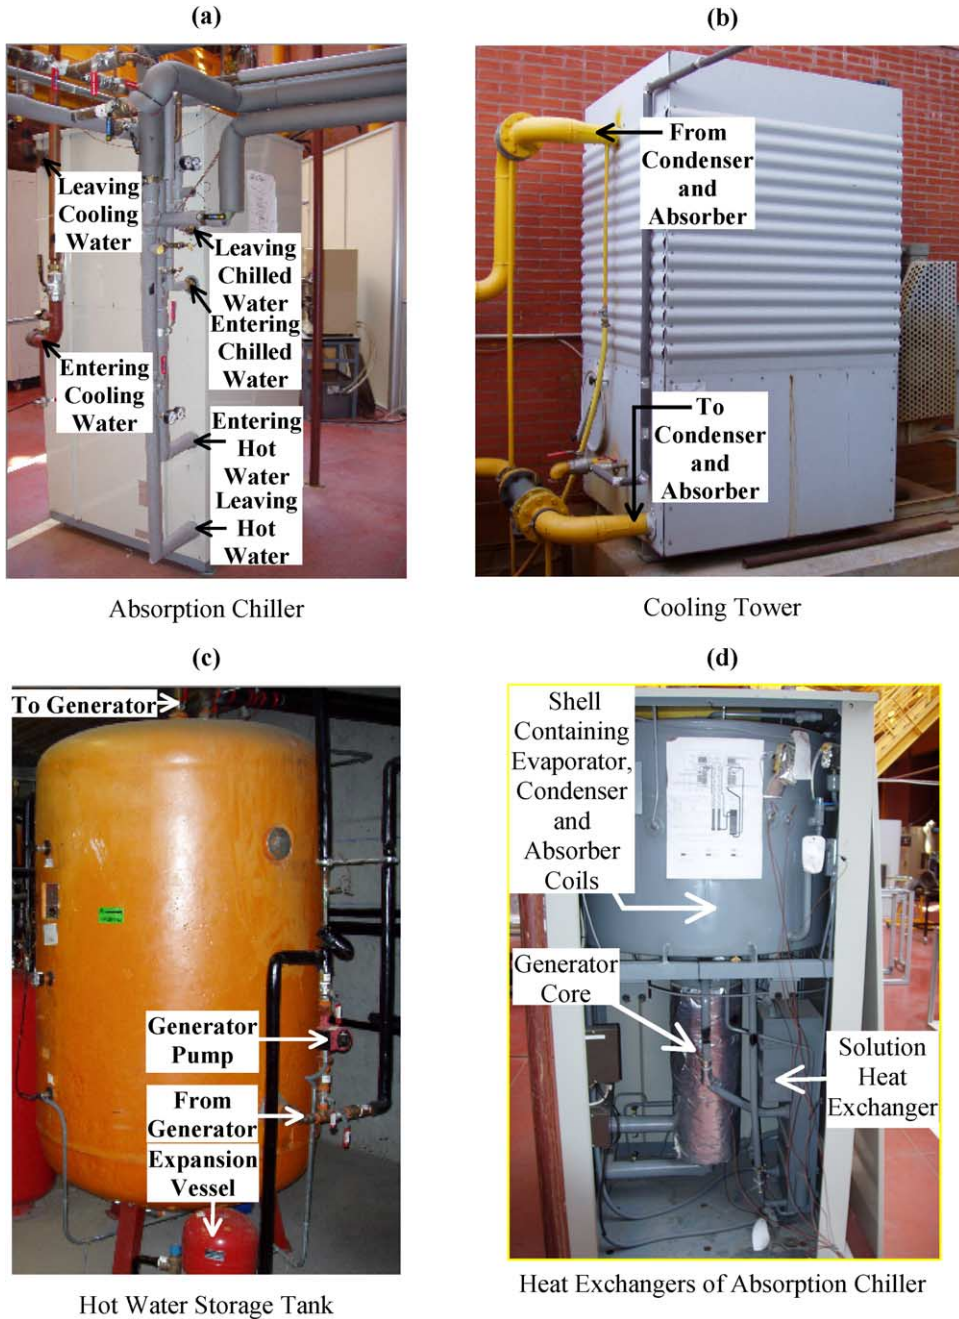 (a)
Leaving
Cooling
Water
Leaving
Chilled
Water
Entering
Chilled
Water
Entering
Cooling
Water
Entering
Hot
Water
Leaving
Hot
Water
Absorption Chiller
(b)
From
Condenser
and
Absorber
To
Condenser
and
Absorber
Cooling Tower
(c)
To Generator
Generator
Pump
From
Generator
Expansion
Vessel
Hot Water Storage Tank
(d)
Shell
Containing
Evaporator,
Condenser
and
Absorber
Coils
Generator
Core
Solution
Heat
Exchanger
Heat Exchangers of Absorption Chiller